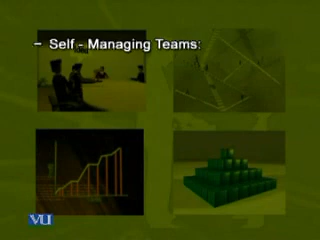 – Self - Managing Teams:
VU